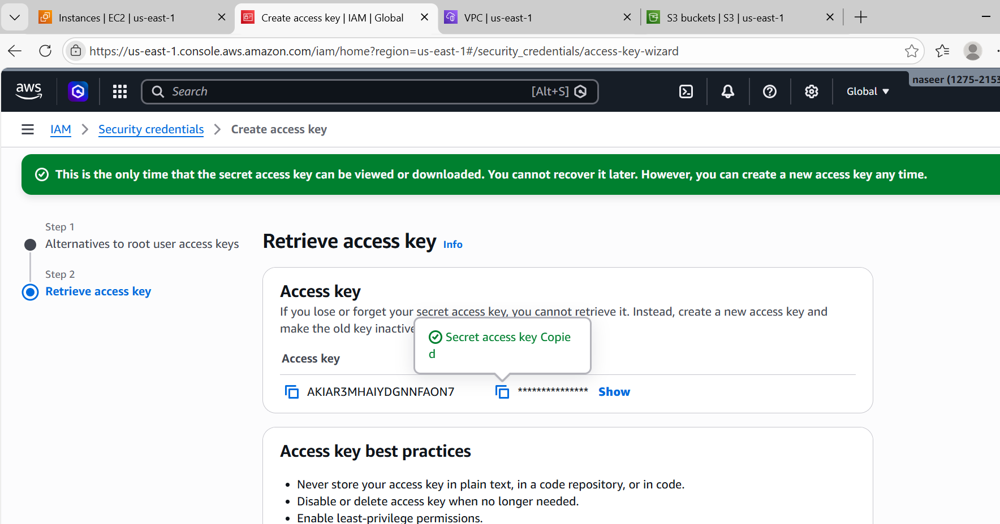 Instances | EC2 | us-east-1
Create access key | IAM | Global
VPC | us-east-1
S3 buckets | S3 | us-east-1
https://us-east-1.console.aws.amazon.com/iam/home?region=us-east-1#/security_credentials/access-key-wizard
aws
Search
[Alt+S]
Global
naseer (1275-2153
IAM
Security credentials
Create access key
This is the only time that the secret access key can be viewed or downloaded. You cannot recover it later. However, you can create a new access key any time.
Step 1
Alternatives to root user access keys
Step 2
Retrieve access key
Retrieve access key Info
Access key
If you lose or forget your secret access key, you cannot retrieve it. Instead, create a new access key and
make the old key inactive
Secret access key Copie
d
Access key
AKIAR3MHAIYDGNNFAON7
*************** Show
Access key best practices
• Never store your access key in plain text, in a code repository, or in code.
• Disable or delete access key when no longer needed.
• Enable least-privilege permissions.